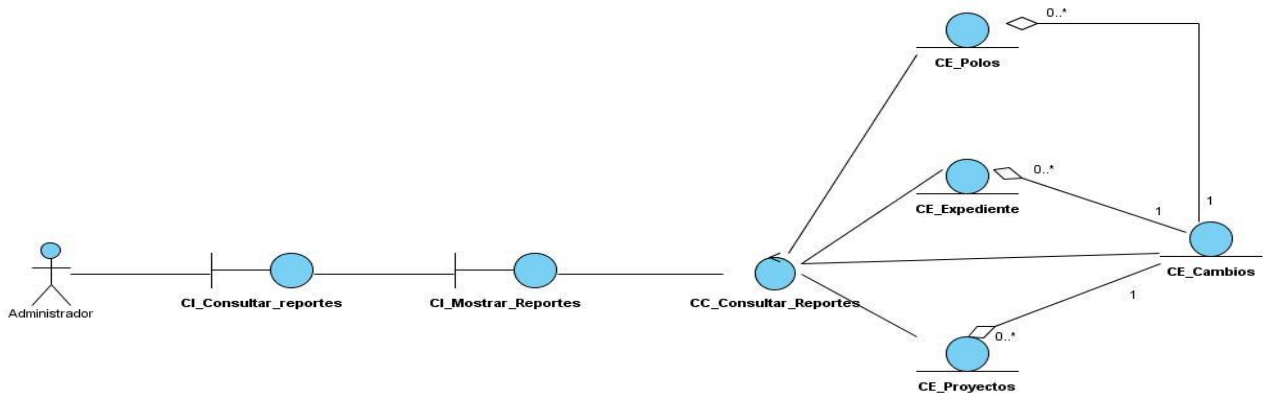 0..*
CE_Polos
0..*
CE_Expediente
1
1
CE_Cambios
Administrador
CI_Consultar_reportes
CI_Mostrar_Reportes
CC_Consultar_Reportes
1
0..*
CE_Proyectos